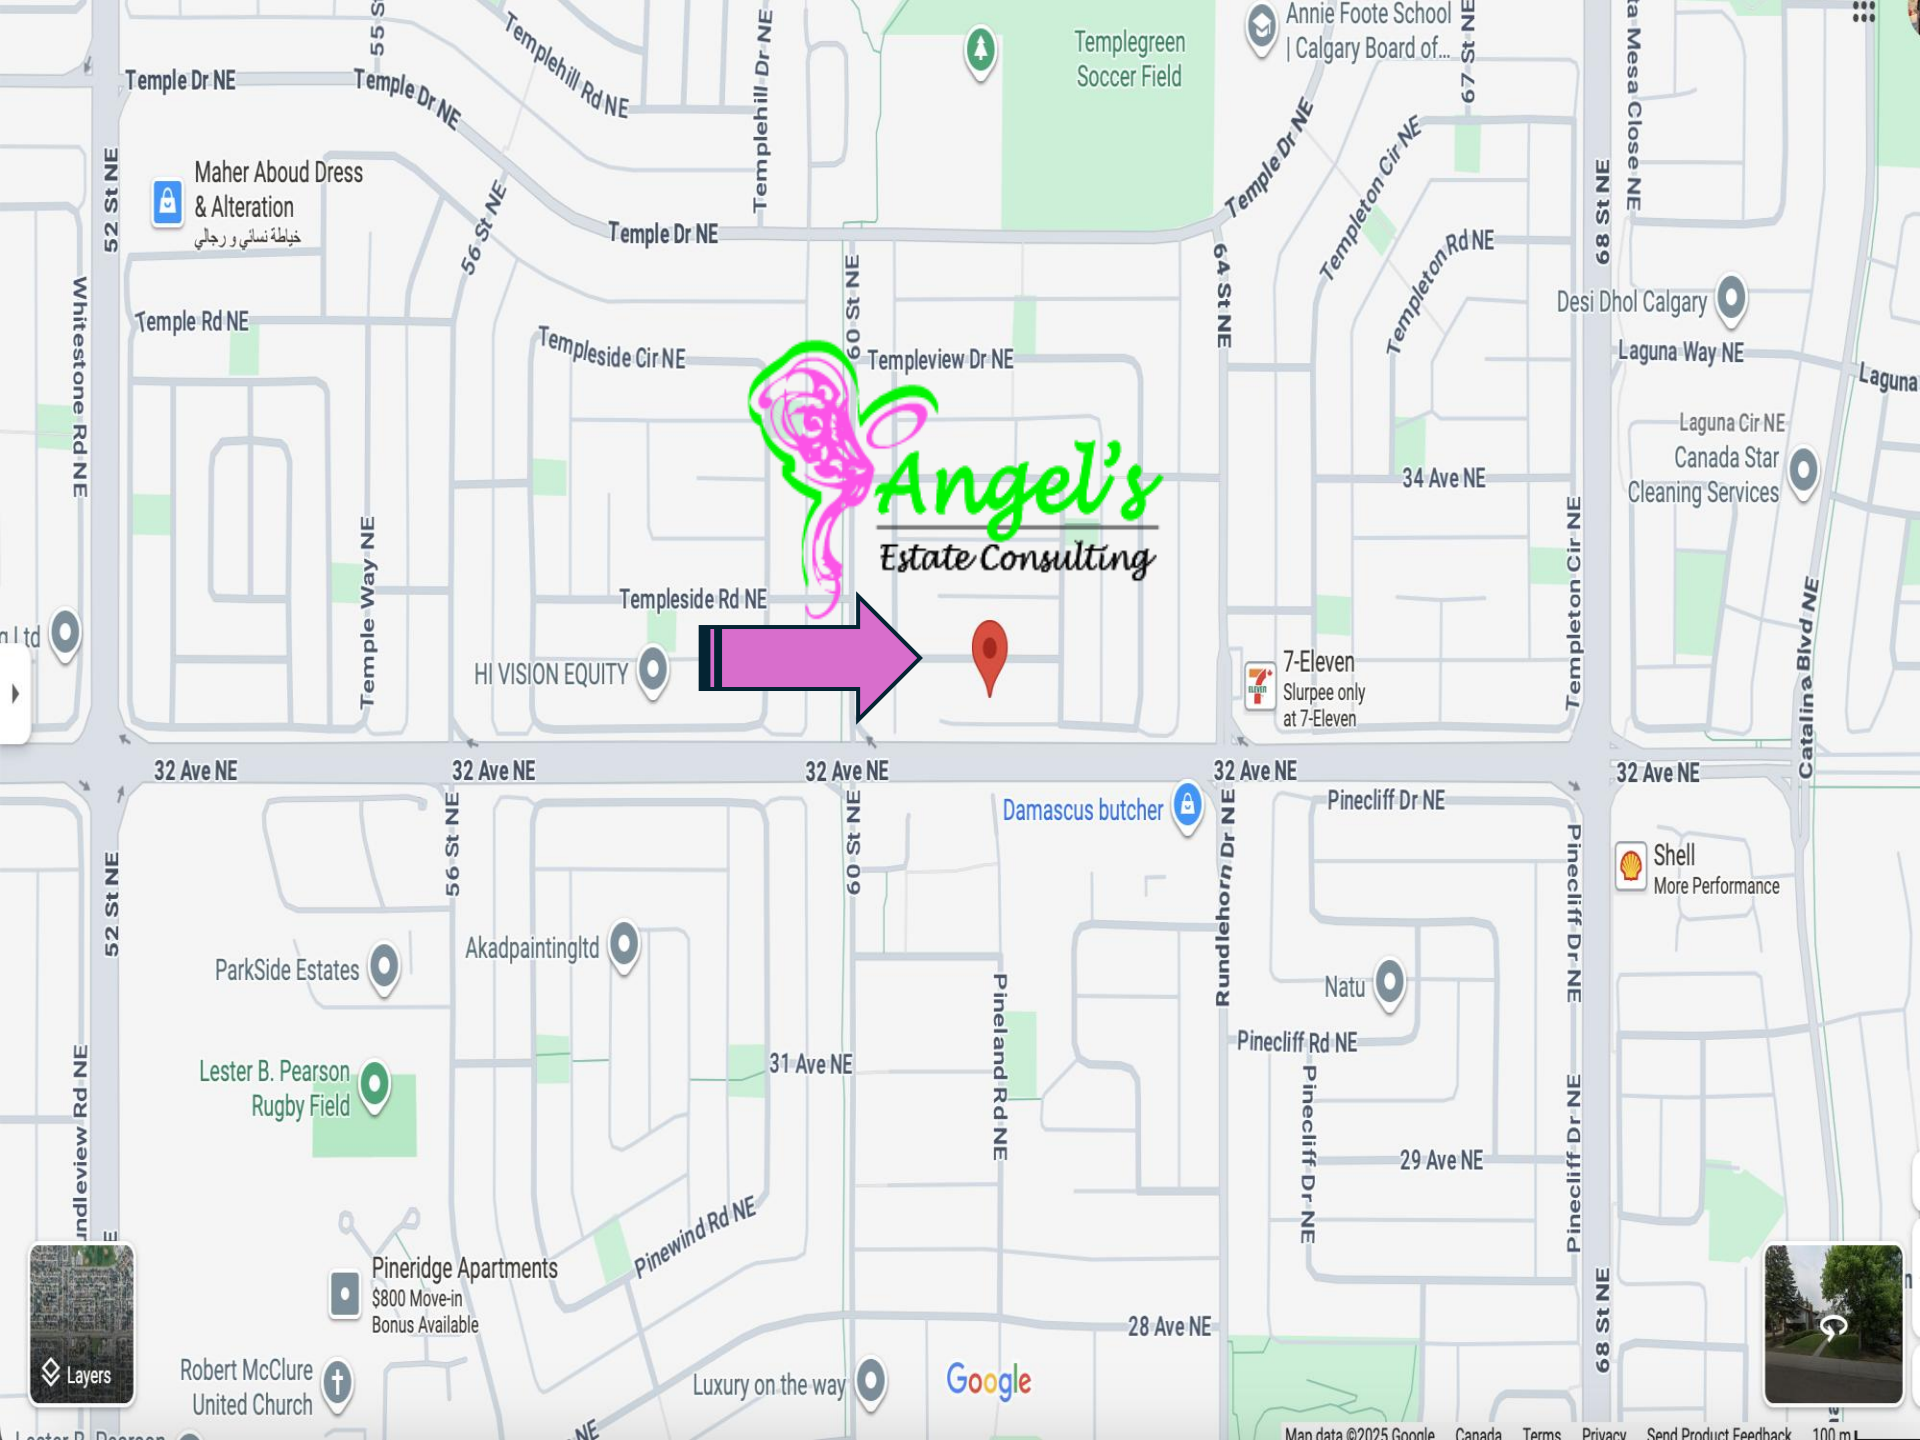 Temple Dr NE
Temple Dr NE
55 S
Templehill Rd NE
Templehill Dr NE
Templegreen
Soccer Field
Annie Foote School
| Calgary Board of...
67 St NE
ta Mesa Close NE
52 St NE
Maher Aboud Dress
& Alteration
خياطة نسائي و رجالي
56 St NE
Temple Dr NE
Temple Dr NE
Templeton Cir NE
Templeton Rd NE
68 St NE
60 St NE
64 St NE
Desi Dhol Calgary
Whitestone Rd NE
Temple Rd NE
Templeside Cir NE
Templeview Dr NE
Laguna Way NE
Laguna
Laguna Cir NE
Canada Star
Cleaning Services
34 Ave NE
Angel's
Estate Consulting
Temple Way NE
Templeton Cir NE
Templeside Rd NE
g Ltd
HI VISION EQUITY
7-Eleven
Slurpee only
at 7-Eleven
Catalina Blvd NE
32 Ave NE
32 Ave NE
32 Ave NE
32 Ave NE
32 Ave NE
Damascus butcher
Pinecliff Dr NE
56 St NE
60 St NE
Rundlehorn Dr NE
Pinecliff Dr NE
Shell
More Performance
52 St NE
ParkSide Estates
Akadpaintingltd
Natu
Pineland Rd NE
Pinecliff Rd NE
31 Ave NE
Lester B. Pearson
Rugby Field
undleview Rd NE
Pinecliff Dr NE
Pinecliff Dr NE
29 Ave NE
Pinewind Rd NE
Pineridge Apartments
$800 Move-in
Bonus Available
28 Ave NE
68 St NE
Layers
Robert McClure
United Church
Luxury on the way
Google
NE
Lester B. Pearson
Map data ©2025 Google Canada Terms Privacy Send Product Feedback 100 m